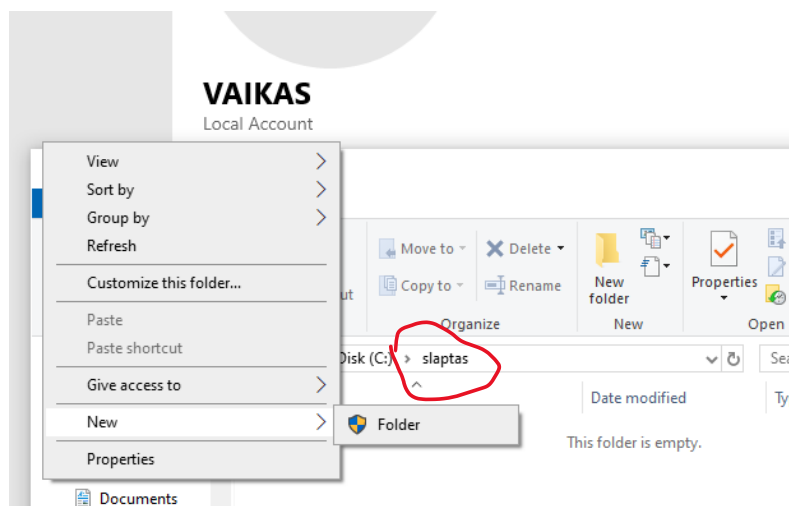 VAIKAS
Local Account
View
Sort by
Group by
Refresh
Customize this folder...
Paste
Paste shortcut
Give access to
New
Properties
Folder
Move to
Copy to
Delete
Rename
Organize
New folder
New
Properties
Open
Disk (C:) › slaptas
Date modified
This folder is empty.
Documents